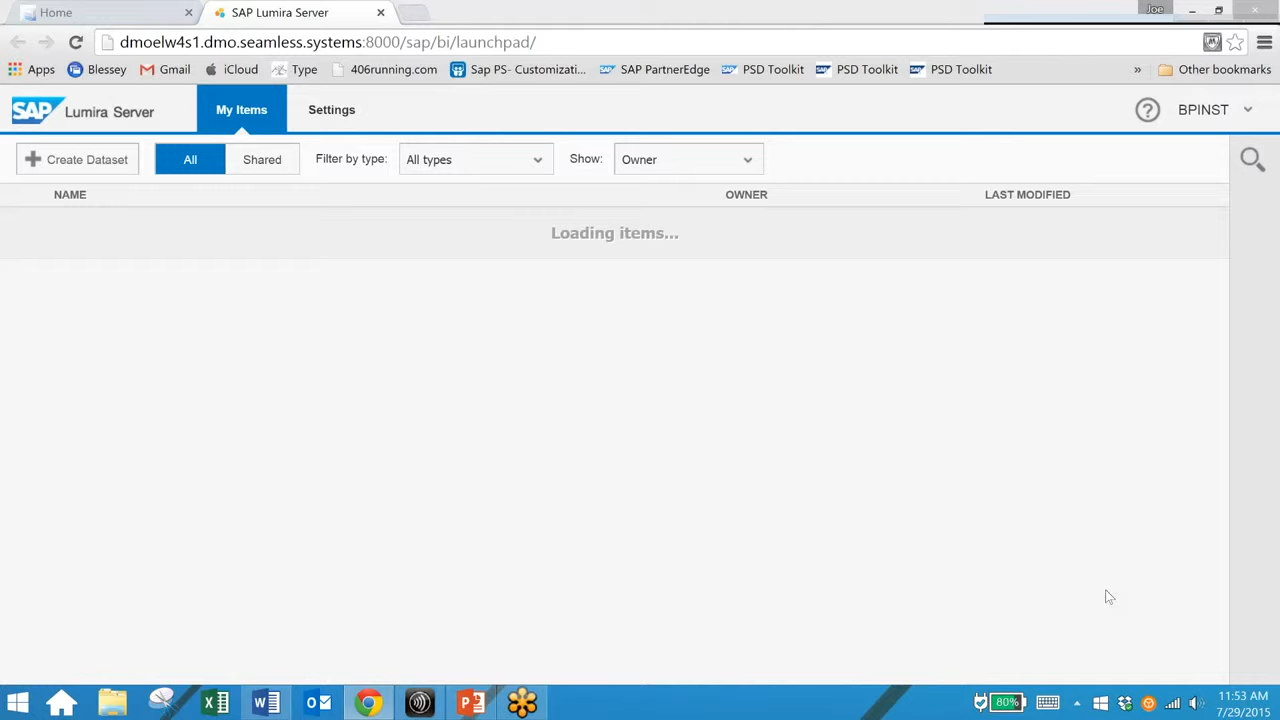 Home
SAP Lumira Server
Joe
dmoelw4s1.dmo.seamless.systems:8000/sap/bi/launchpad/
Apps Blessey Gmail iCloud Type 406running.com Sap PS- Customizati... SAP PartnerEdge PSD Toolkit PSD Toolkit PSD Toolkit » Other bookmarks
SAP Lumira Server My Items Settings ? BPINST
Create Dataset All Shared Filter by type: All types Show: Owner
NAME OWNER LAST MODIFIED
Loading items...
80% 11:53 AM
7/29/2015